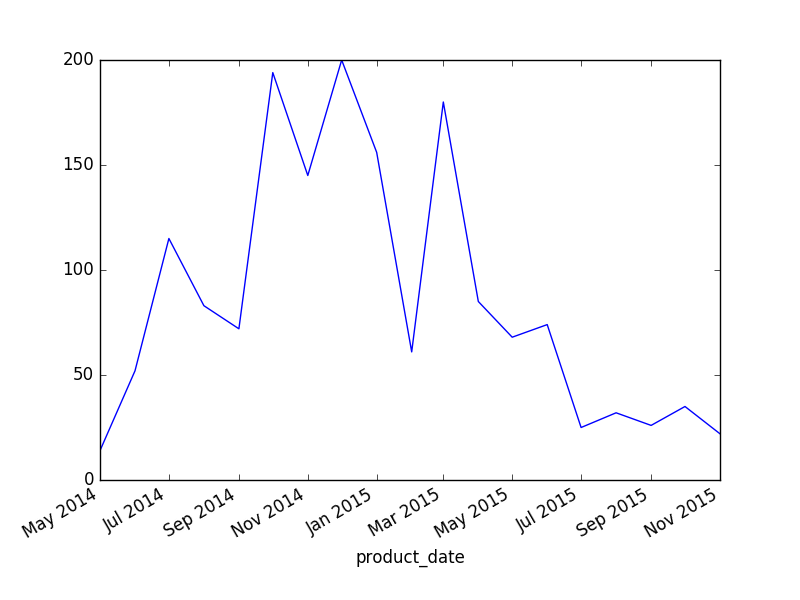 200
150
100
50
0
May 2014
Jul 2014
Sep 2014
Nov 2014
Jan 2015
Mar 2015
May 2015
Jul 2015
Sep 2015
Nov 2015
product_date